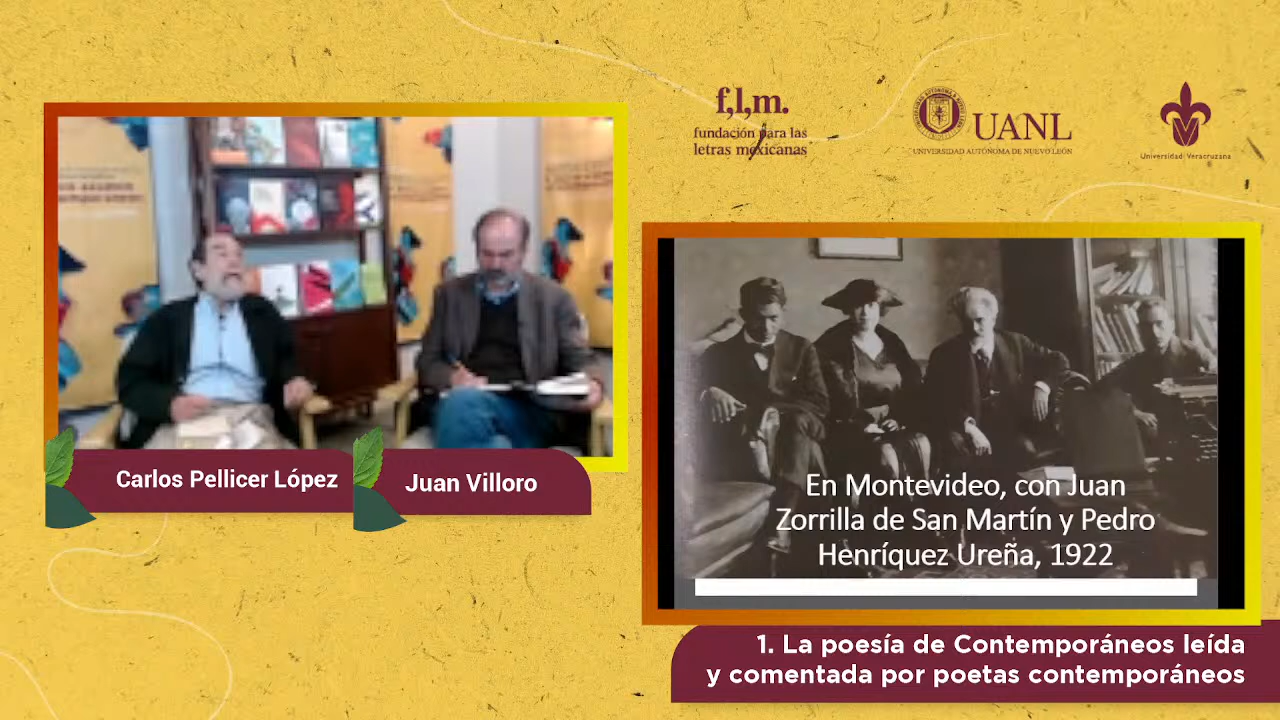 f,l,m.
fundación para las
letras mexicanas
UANL
UNIVERSIDAD AUTÓNOMA DE NUEVO LEÓN
Universidad Veracruzana
Carlos Pellicer López
Juan Villoro
En Montevideo, con Juan
Zorrilla de San Martín y Pedro
Henríquez Ureña, 1922
1. La poesía de Contemporáneos leída
y comentada por poetas contemporáneos